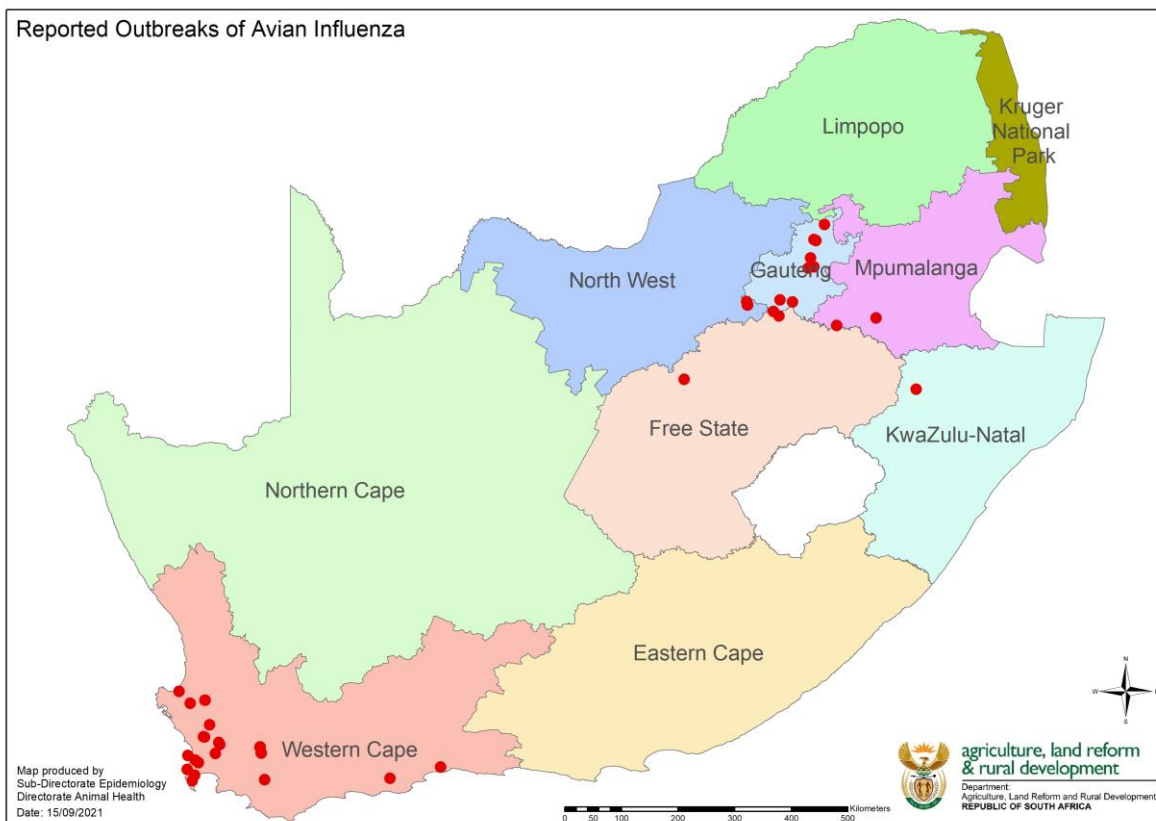 Reported Outbreaks of Avian Influenza
Limpopo
Kruger
National
Park
North West
Gauteng
Mpumalanga
Free State
KwaZulu-Natal
Northern Cape
Eastern Cape
Western Cape
N
W
S
Map produced by
Sub-Directorate Epidemiology
Directorate Animal Health
Date: 15/09/2021
Kilometers
0 50 100 200 300 400 500
agriculture, land reform
& rural development
Department:
Agriculture, Land Reform and Rural Development
REPUBLIC OF SOUTH AFRICA